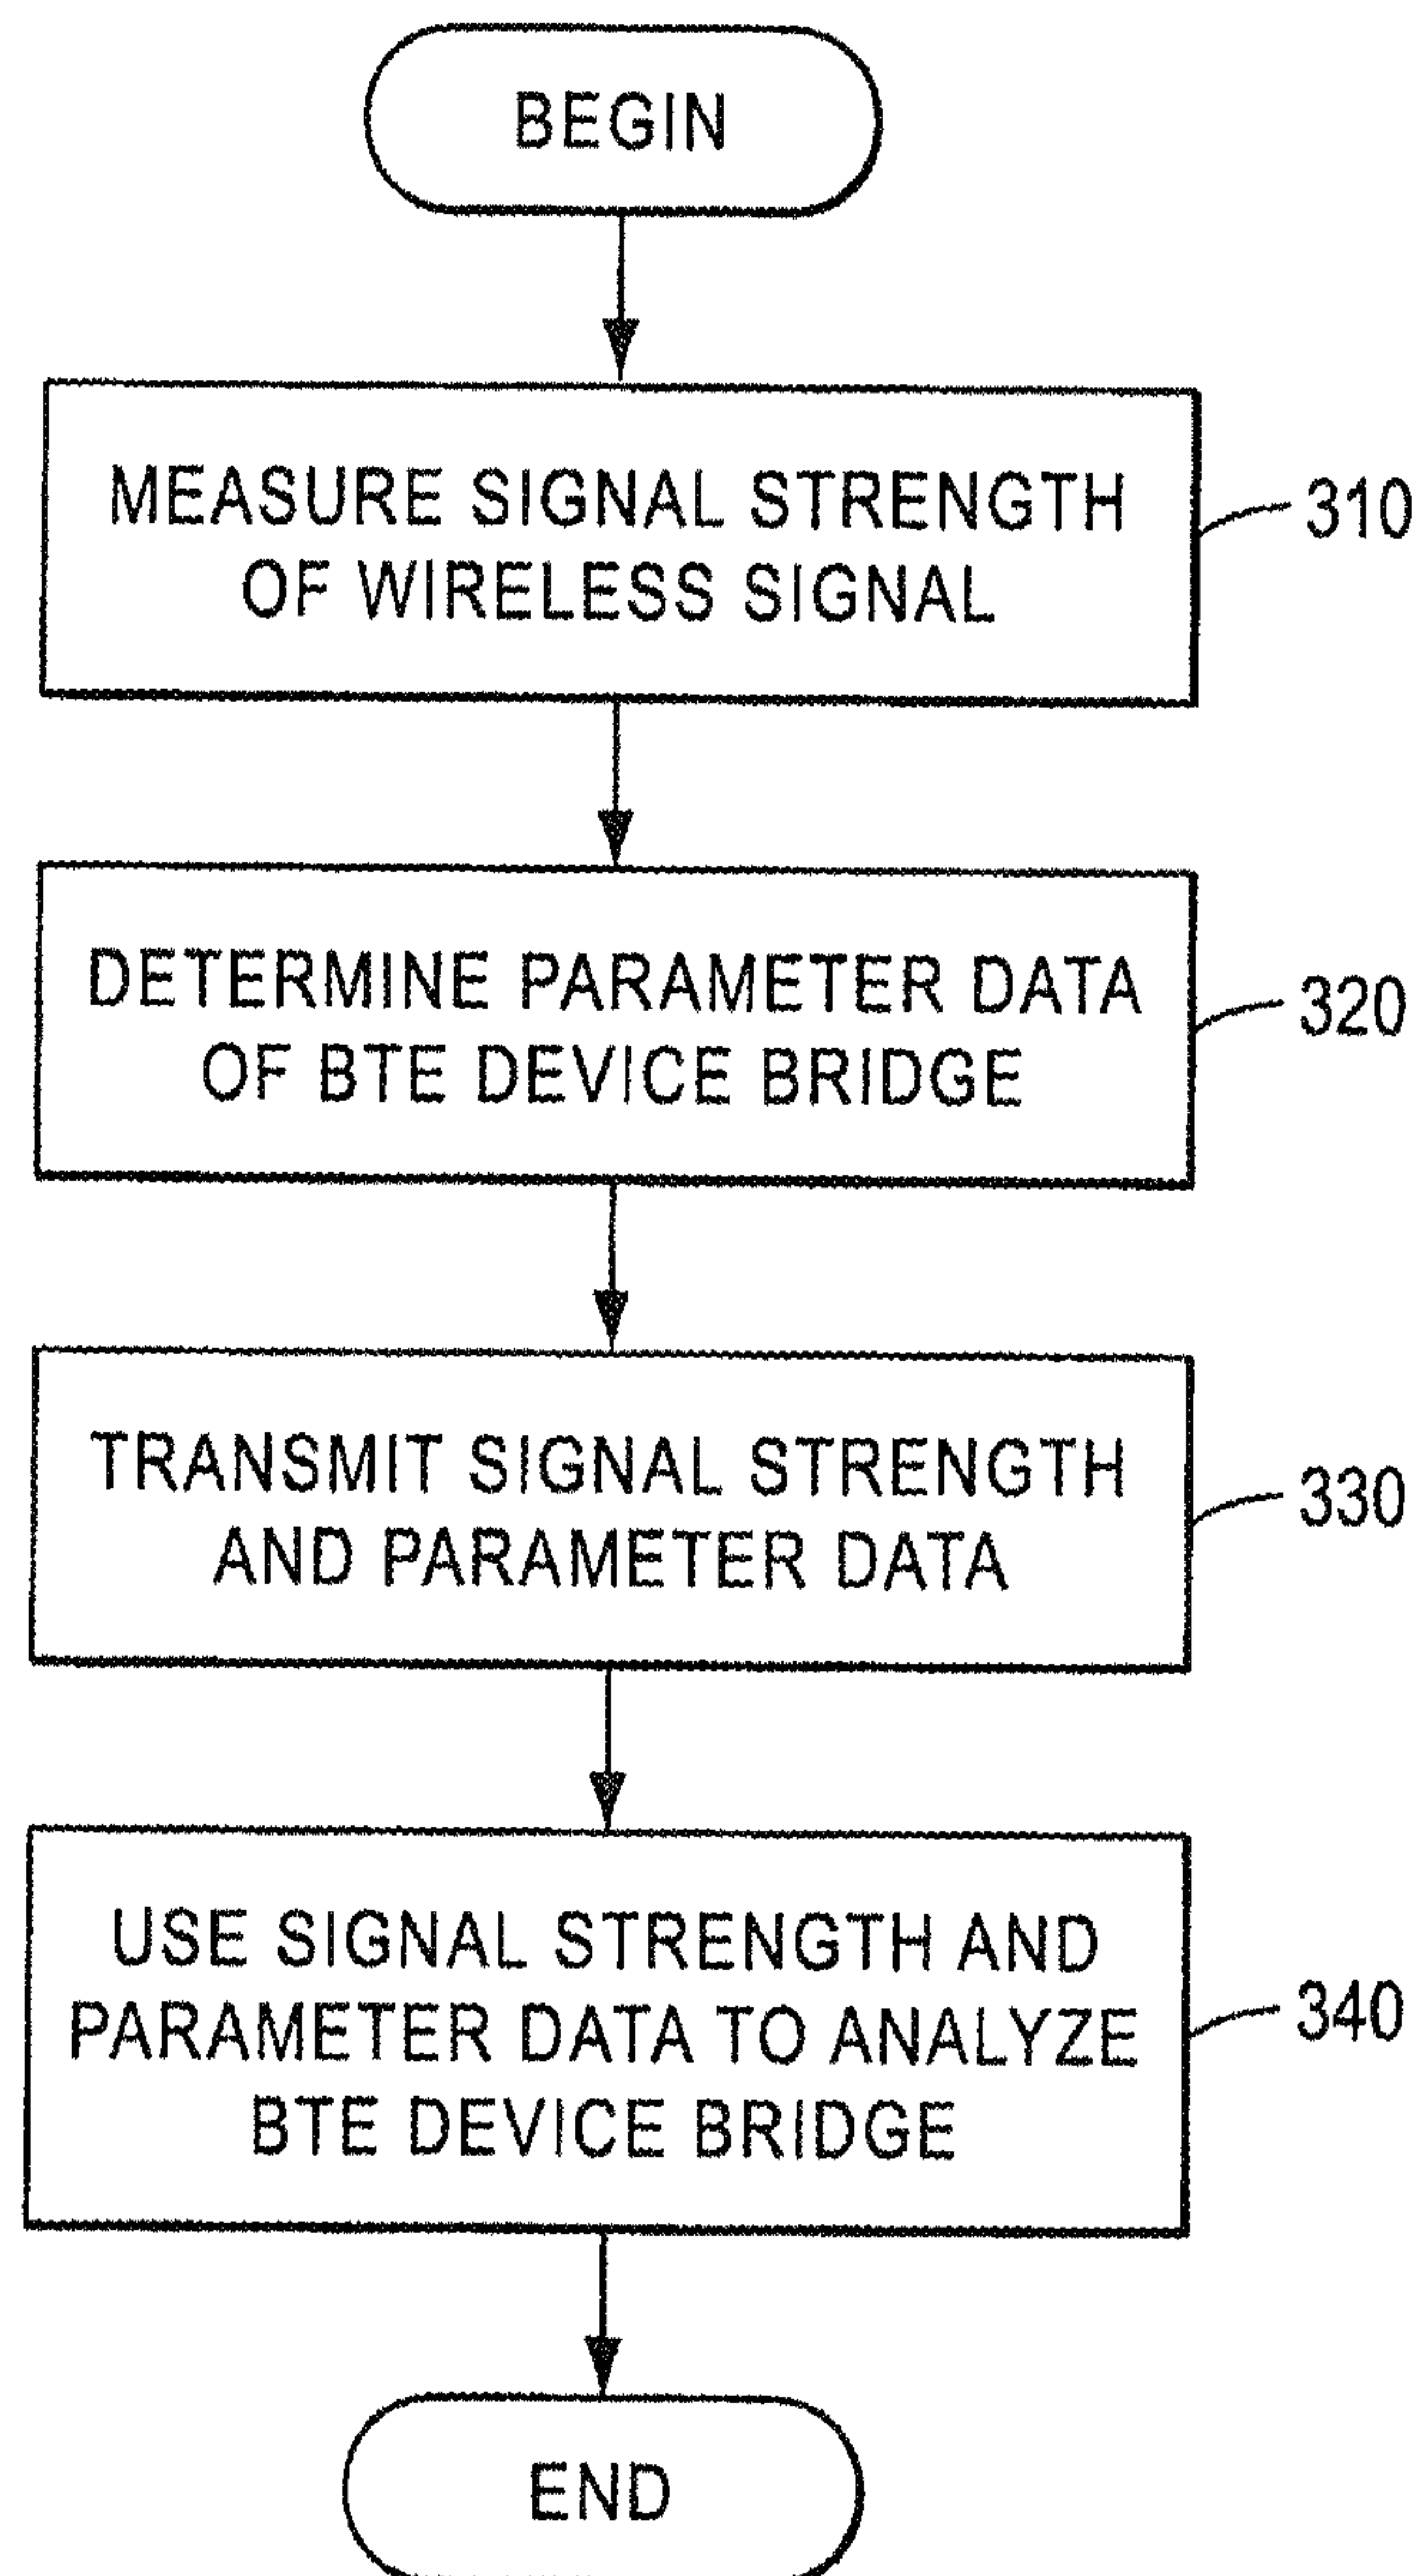 BEGIN
MEASURE SIGNAL STRENGTH
OF WIRELESS SIGNAL
310
DETERMINE PARAMETER DATA
OF BTE DEVICE BRIDGE
320
TRANSMIT SIGNAL STRENGTH
AND PARAMETER DATA
330
USE SIGNAL STRENGTH AND
PARAMETER DATA TO ANALYZE
BTE DEVICE BRIDGE
340
END